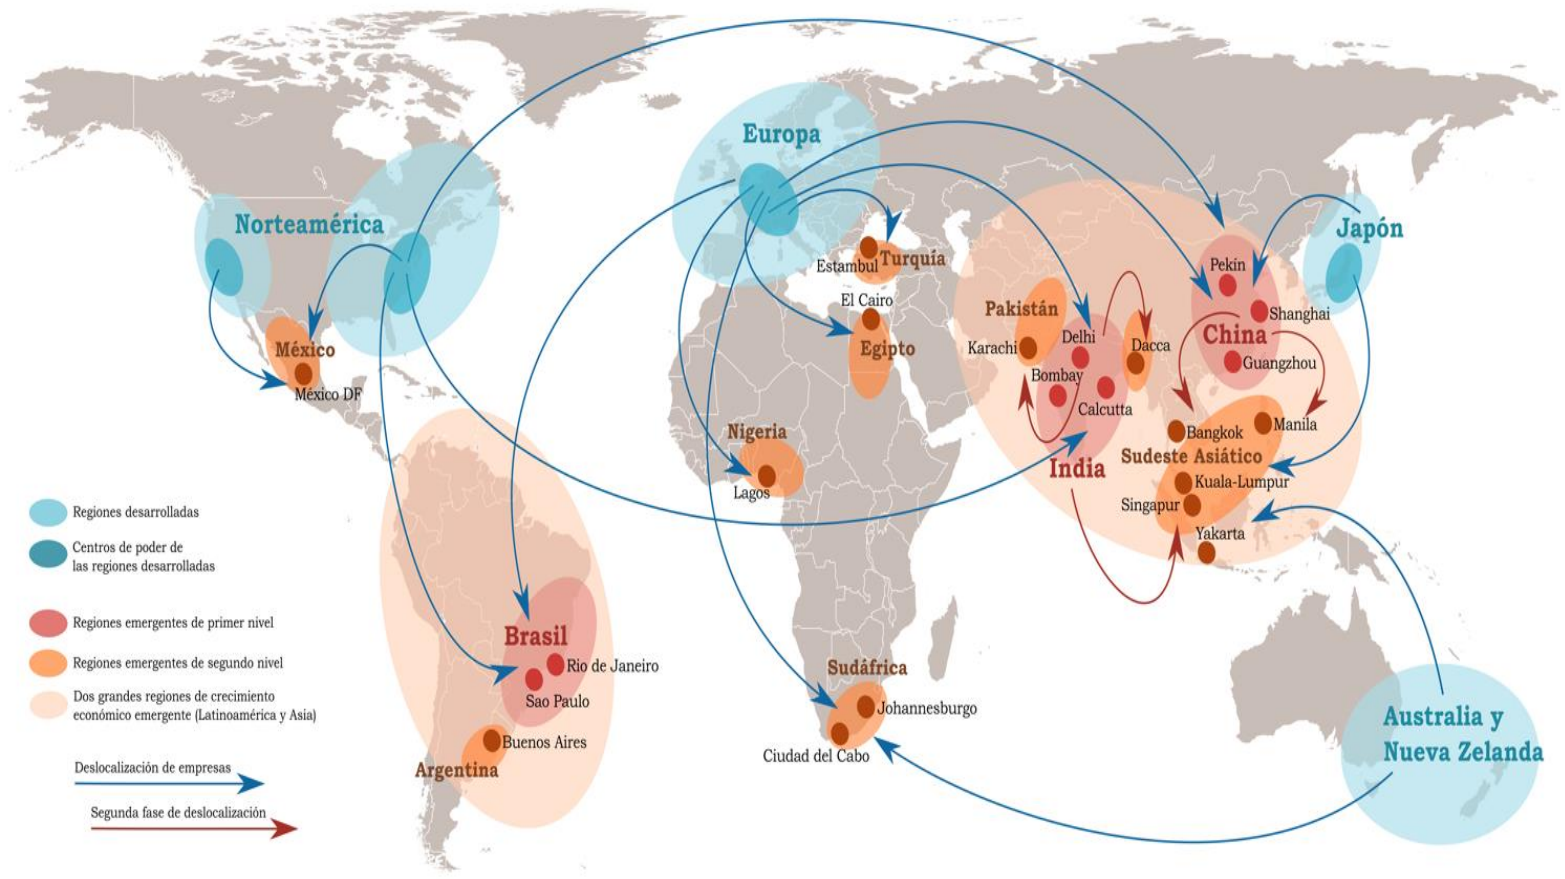 Europa
Norteamérica
Japón
Pekín
Estambul
Turquía
El Cairo
Pakistán
Shanghai
China
Delhi
Karachi
Dacca
Egipto
México
Guangzhou
Bombay
México DF
Calcutta
Nigeria
Bangkok
Manila
Sudeste Asiático
India
Lagos
Kuala-Lumpur
Singapur
Yakarta
Regiones desarrolladas
Centros de poder de
las regiones desarrolladas
Regiones emergentes de primer nivel
Regiones emergentes de segundo nivel
Dos grandes regiones de crecimiento
económico emergente (Latinoamérica y Asia)
Deslocalización de empresas
Segunda fase de deslocalización
Brasil
Rio de Janeiro
Sao Paulo
Buenos Aires
Argentina
Sudáfrica
Johannesburgo
Ciudad del Cabo
Australia y
Nueva Zelanda